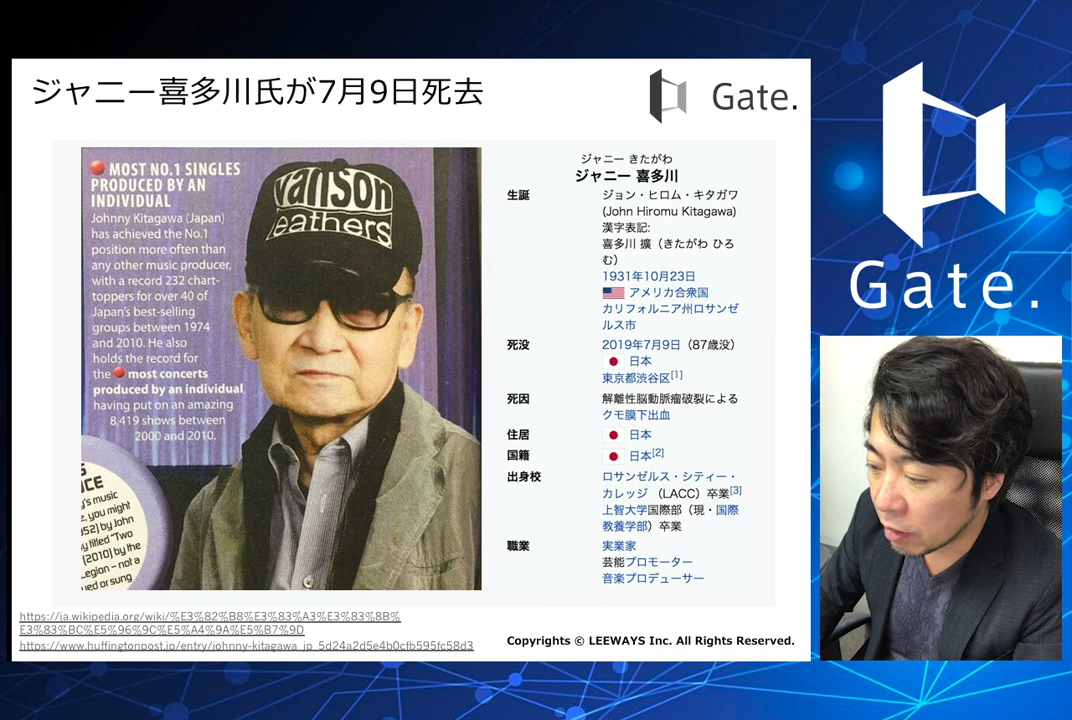 ジャニー喜多川氏が7月9日死去
Gate.
MOST NO.1 SINGLES
PRODUCED BY AN
INDIVIDUAL
Johnny Kitagawa (Japan)
has achieved the No.1
position more often than
any other music producer,
with a record 232 chart-
toppers for over 40 of
Japan's best-selling
groups between 1974
and 2010. He also
holds the record for
the most concerts
produced by an individual,
having put on an amazing
8,419 shows between
2000 and 2010.
vanson
leathers
's music
, you might
52) by John
titled "Two
(2010) by the
Legion – not a
ed or sung
ジャニー きたがわ
ジャニー 喜多川
生誕 ジョン・ヒロム・キタガワ
(John Hiromu Kitagawa)
漢字表記:
喜多川 擴(きたがわ ひろ
む)
1931年10月23日
アメリカ合衆国
カリフォルニア州ロサンゼ
ルス市
死没 2019年7月9日(87歳没)
日本
東京都渋谷区[1]
死因 解離性脳動脈瘤破裂による
クモ膜下出血
住居 日本
国籍 日本[2]
出身校 ロサンゼルス・シティー・
カレッジ (LACC)卒業[3]
上智大学国際部(現・国際
教養学部)卒業
職業 実業家
芸能プロモーター
音楽プロデューサー
https://ja.wikipedia.org/wiki/%E3%82%B8%E3%83%A3%E3%83%8B%
E3%83%BC%E5%96%9C%E5%A4%9A%E5%B7%9D
https://www.huffingtonpost.jp/entry/johnny-kitagawa_jp_5d24a2d5e4b0cfb595fc58d3
Copyrights © LEEWAYS Inc. All Rights Reserved.
Gate.